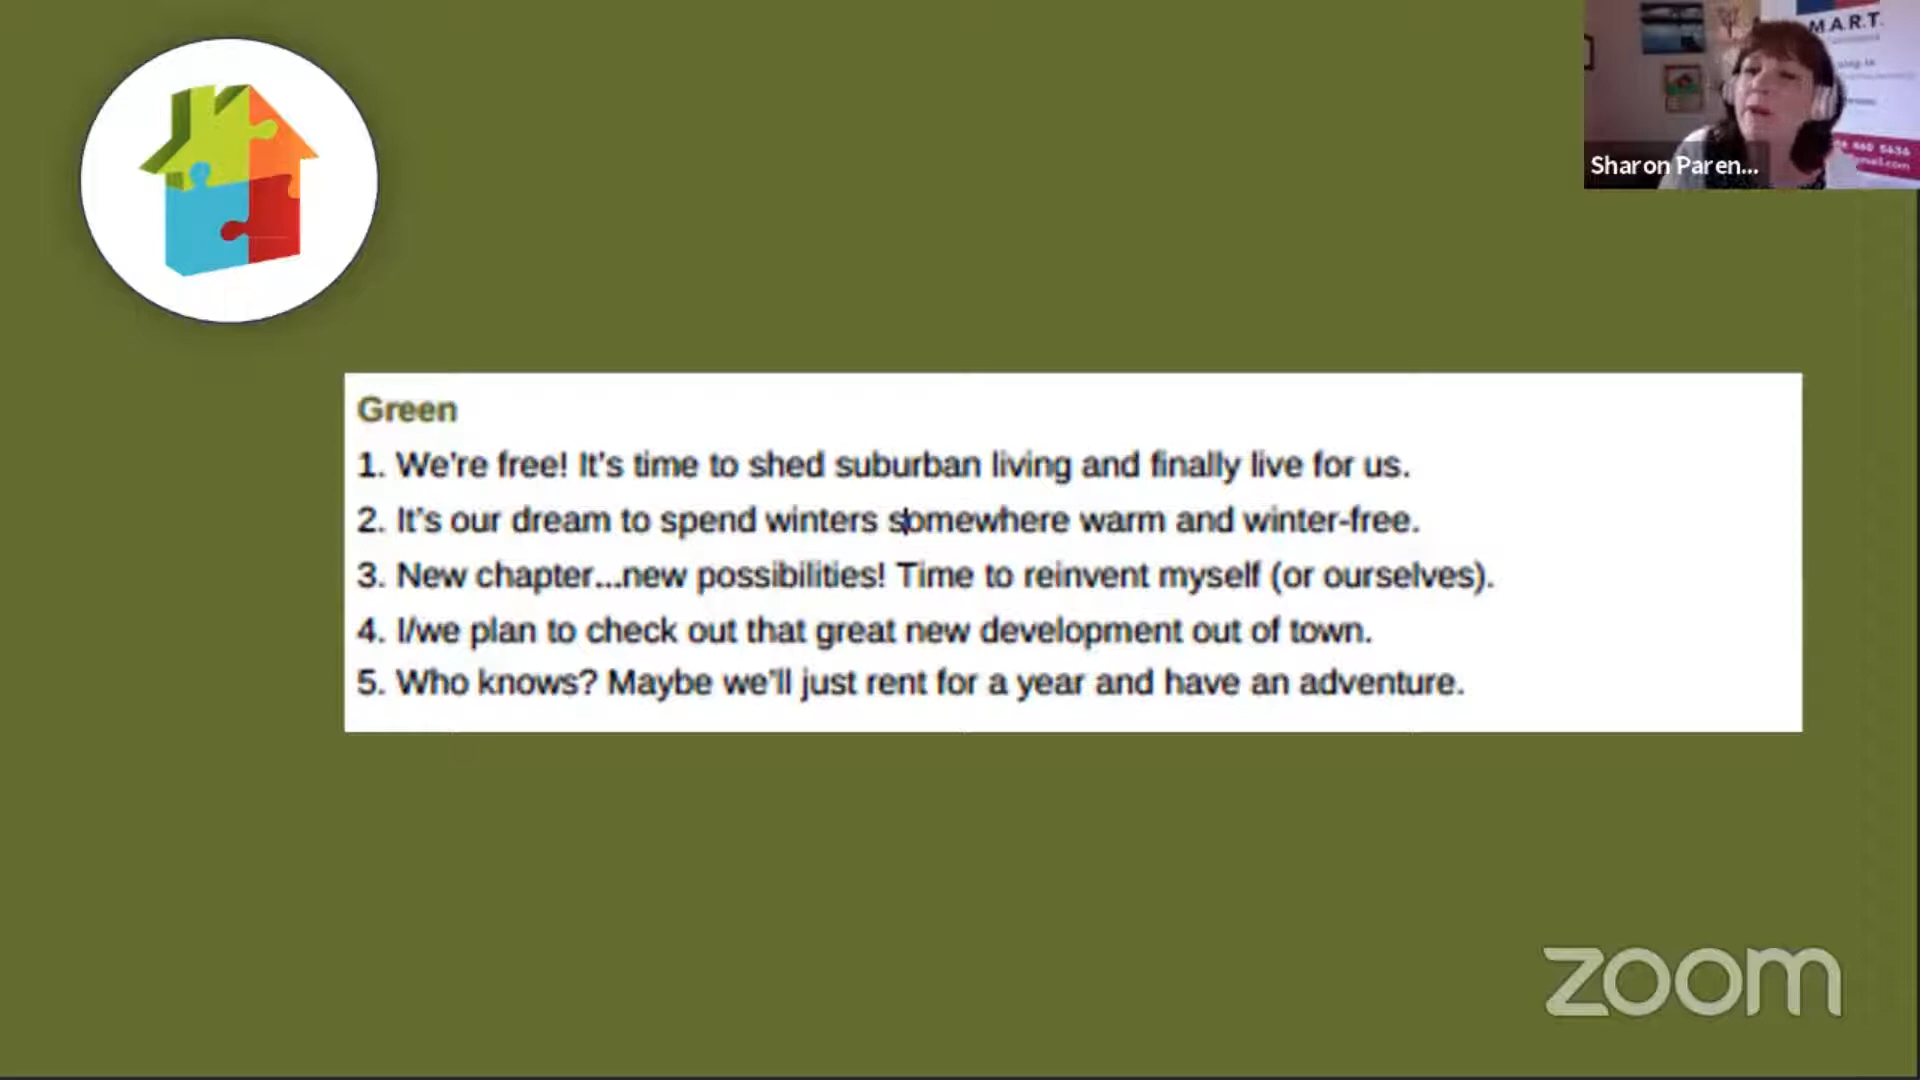 M.A.R.T.
Sharon Paren...
660 5636
Green
1. We're free! It's time to shed suburban living and finally live for us.
2. It's our dream to spend winters somewhere warm and winter-free.
3. New chapter...new possibilities! Time to reinvent myself (or ourselves).
4. I/we plan to check out that great new development out of town.
5. Who knows? Maybe we'll just rent for a year and have an adventure.
zoom